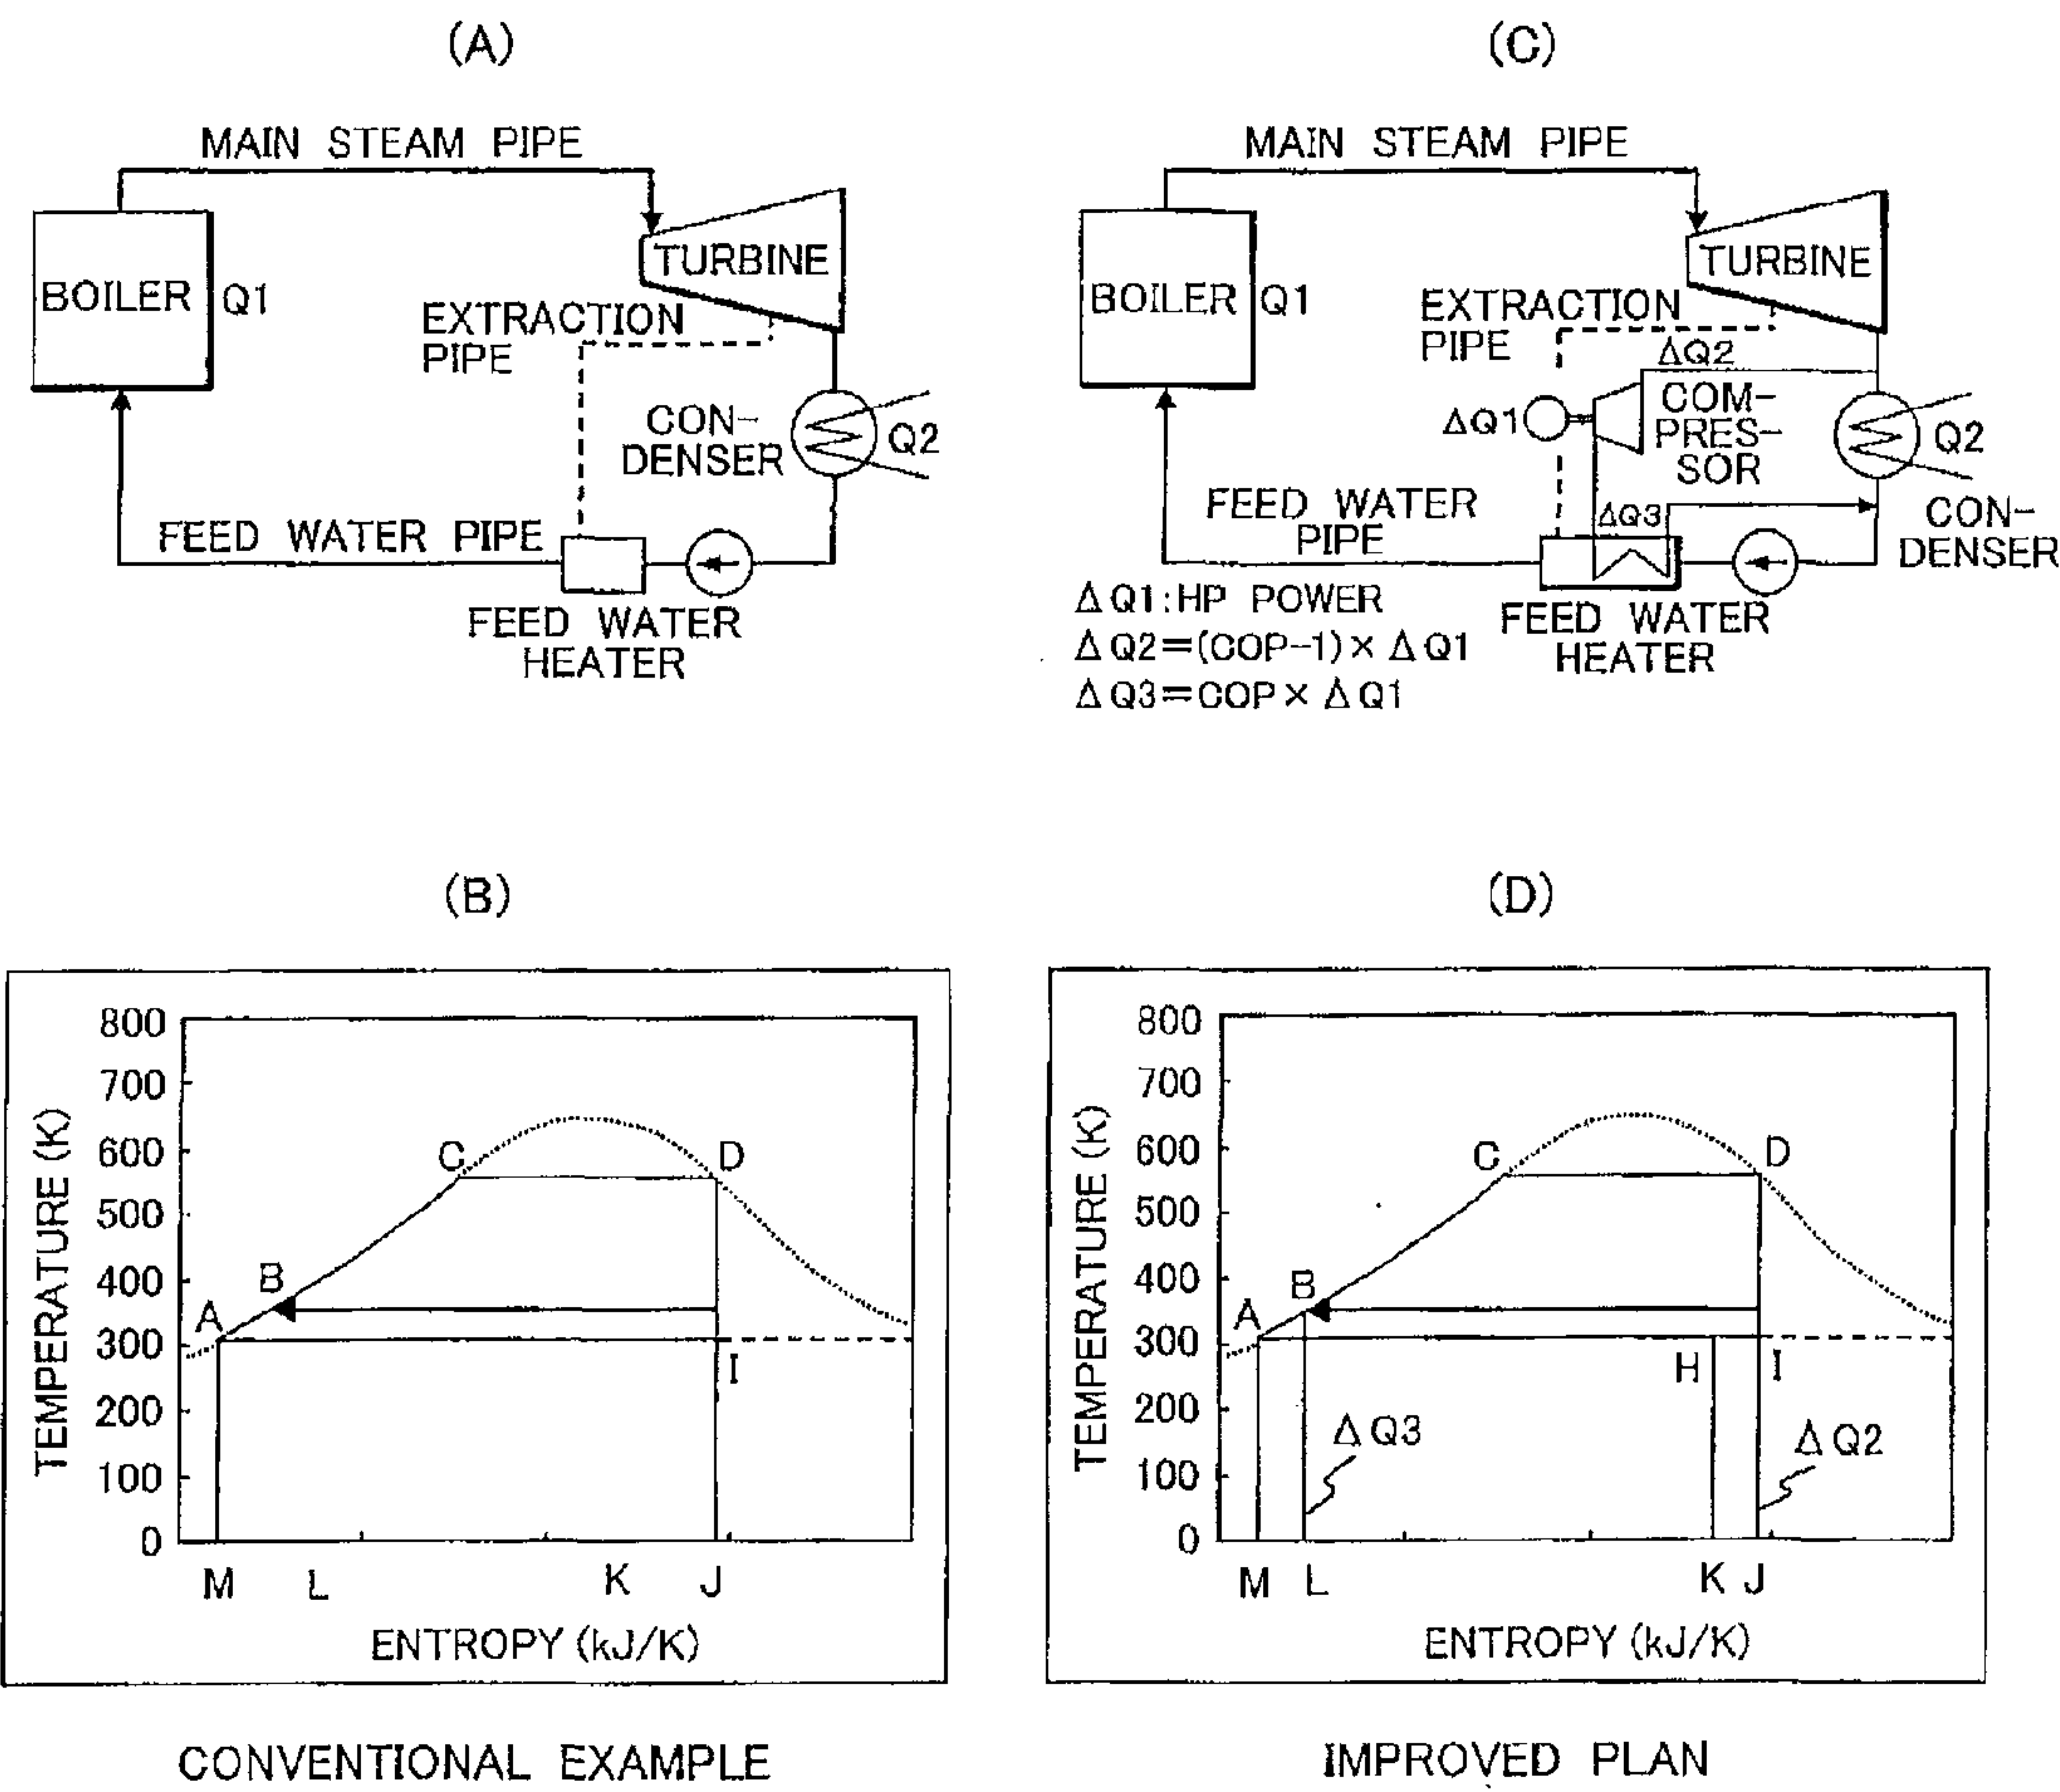 (A)
MAIN STEAM PIPE
BOILER
Q1
TURBINE
EXTRACTION
PIPE
CON-
DENSER
Q2
FEED WATER PIPE
FEED WATER
HEATER
(C)
MAIN STEAM PIPE
BOILER
Q1
TURBINE
EXTRACTION
PIPE
ΔQ2
ΔQ1
COM-
PRES-
SOR
Q2
FEED WATER
PIPE
ΔQ3
CON-
DENSER
FEED WATER
HEATER
ΔQ1:HP POWER
ΔQ2=(COP-1)×ΔQ1
ΔQ3=COP×ΔQ1
(B)
TEMPERATURE (K)
800
700
600
500
400
300
200
100
0
A
B
C
D
I
M
L
K
J
ENTROPY (kJ/K)
CONVENTIONAL EXAMPLE
(D)
TEMPERATURE (K)
800
700
600
500
400
300
200
100
0
A
B
C
D
H
I
ΔQ3
ΔQ2
M
L
K
J
ENTROPY (kJ/K)
IMPROVED PLAN